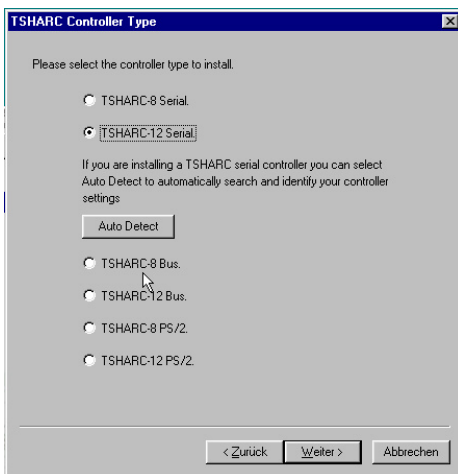 TSHARC Controller Type
Please select the controller type to install.
TSHARC-8 Serial.
TSHARC-12 Serial.
If you are installing a TSHARC serial controller you can select
Auto Detect to automatically search and identify your controller
settings
Auto Detect
TSHARC-8 Bus.
TSHARC-12 Bus.
TSHARC-8 PS/2.
TSHARC-12 PS/2.
< Zurück Weiter > Abbrechen